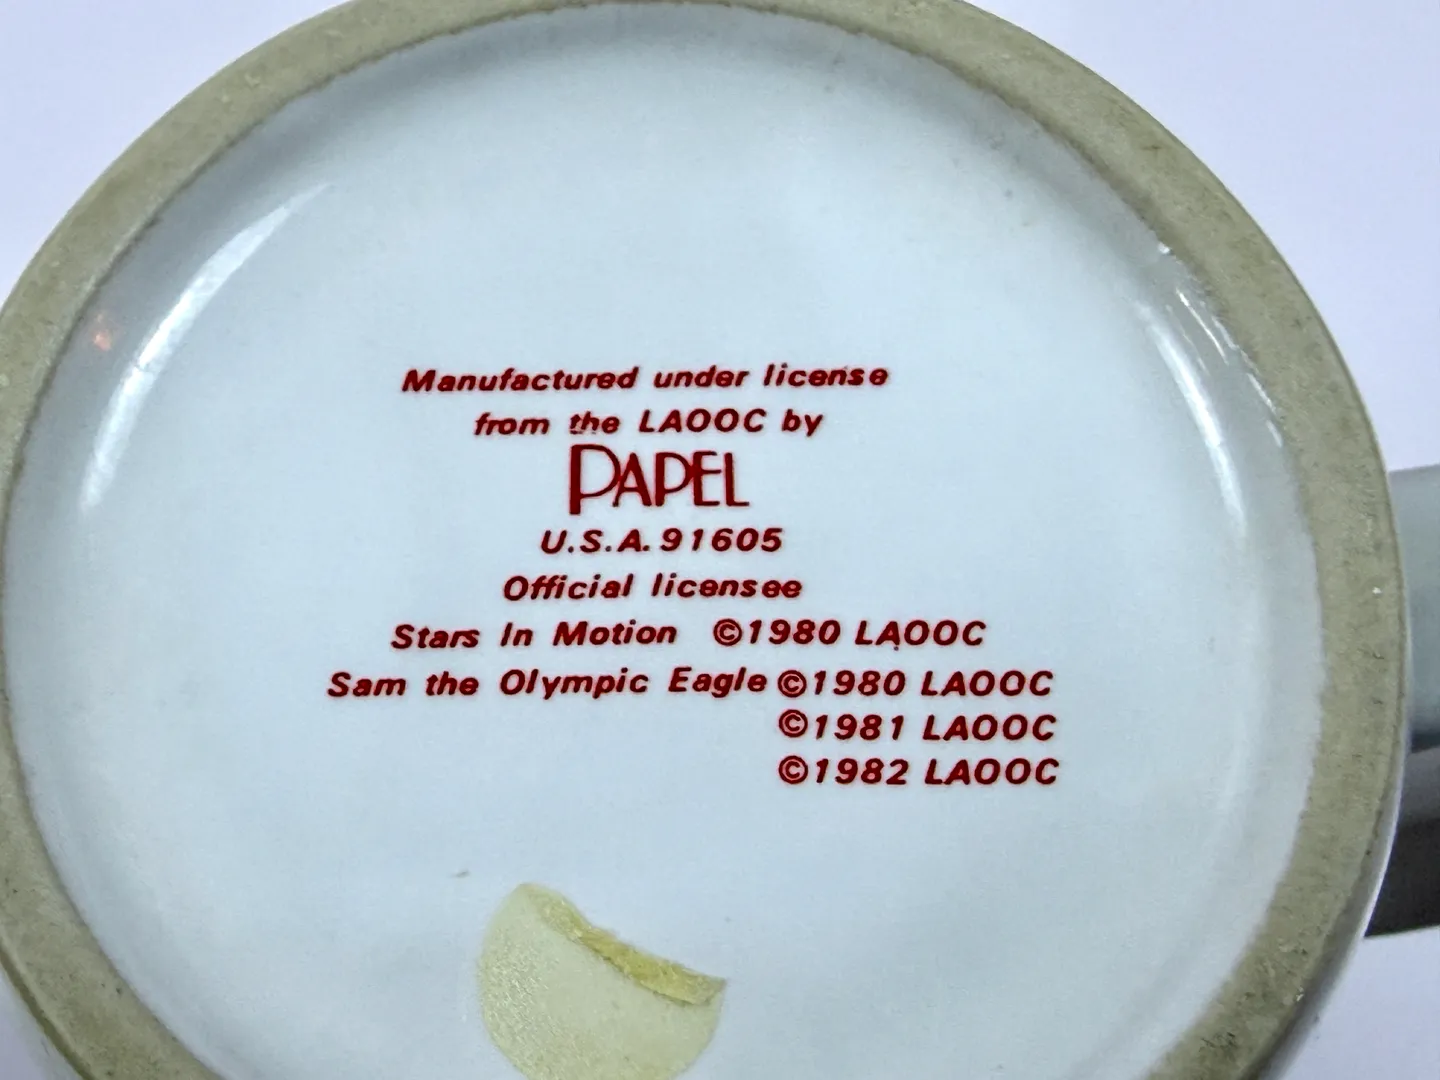 Manufactured under license
from the LAOOC by
PAPEL
U.S.A. 91605
Official licensee
Stars In Motion ©1980 LAOOC
Sam the Olympic Eagle ©1980 LAOOC
©1981 LAOOC
©1982 LAOOC